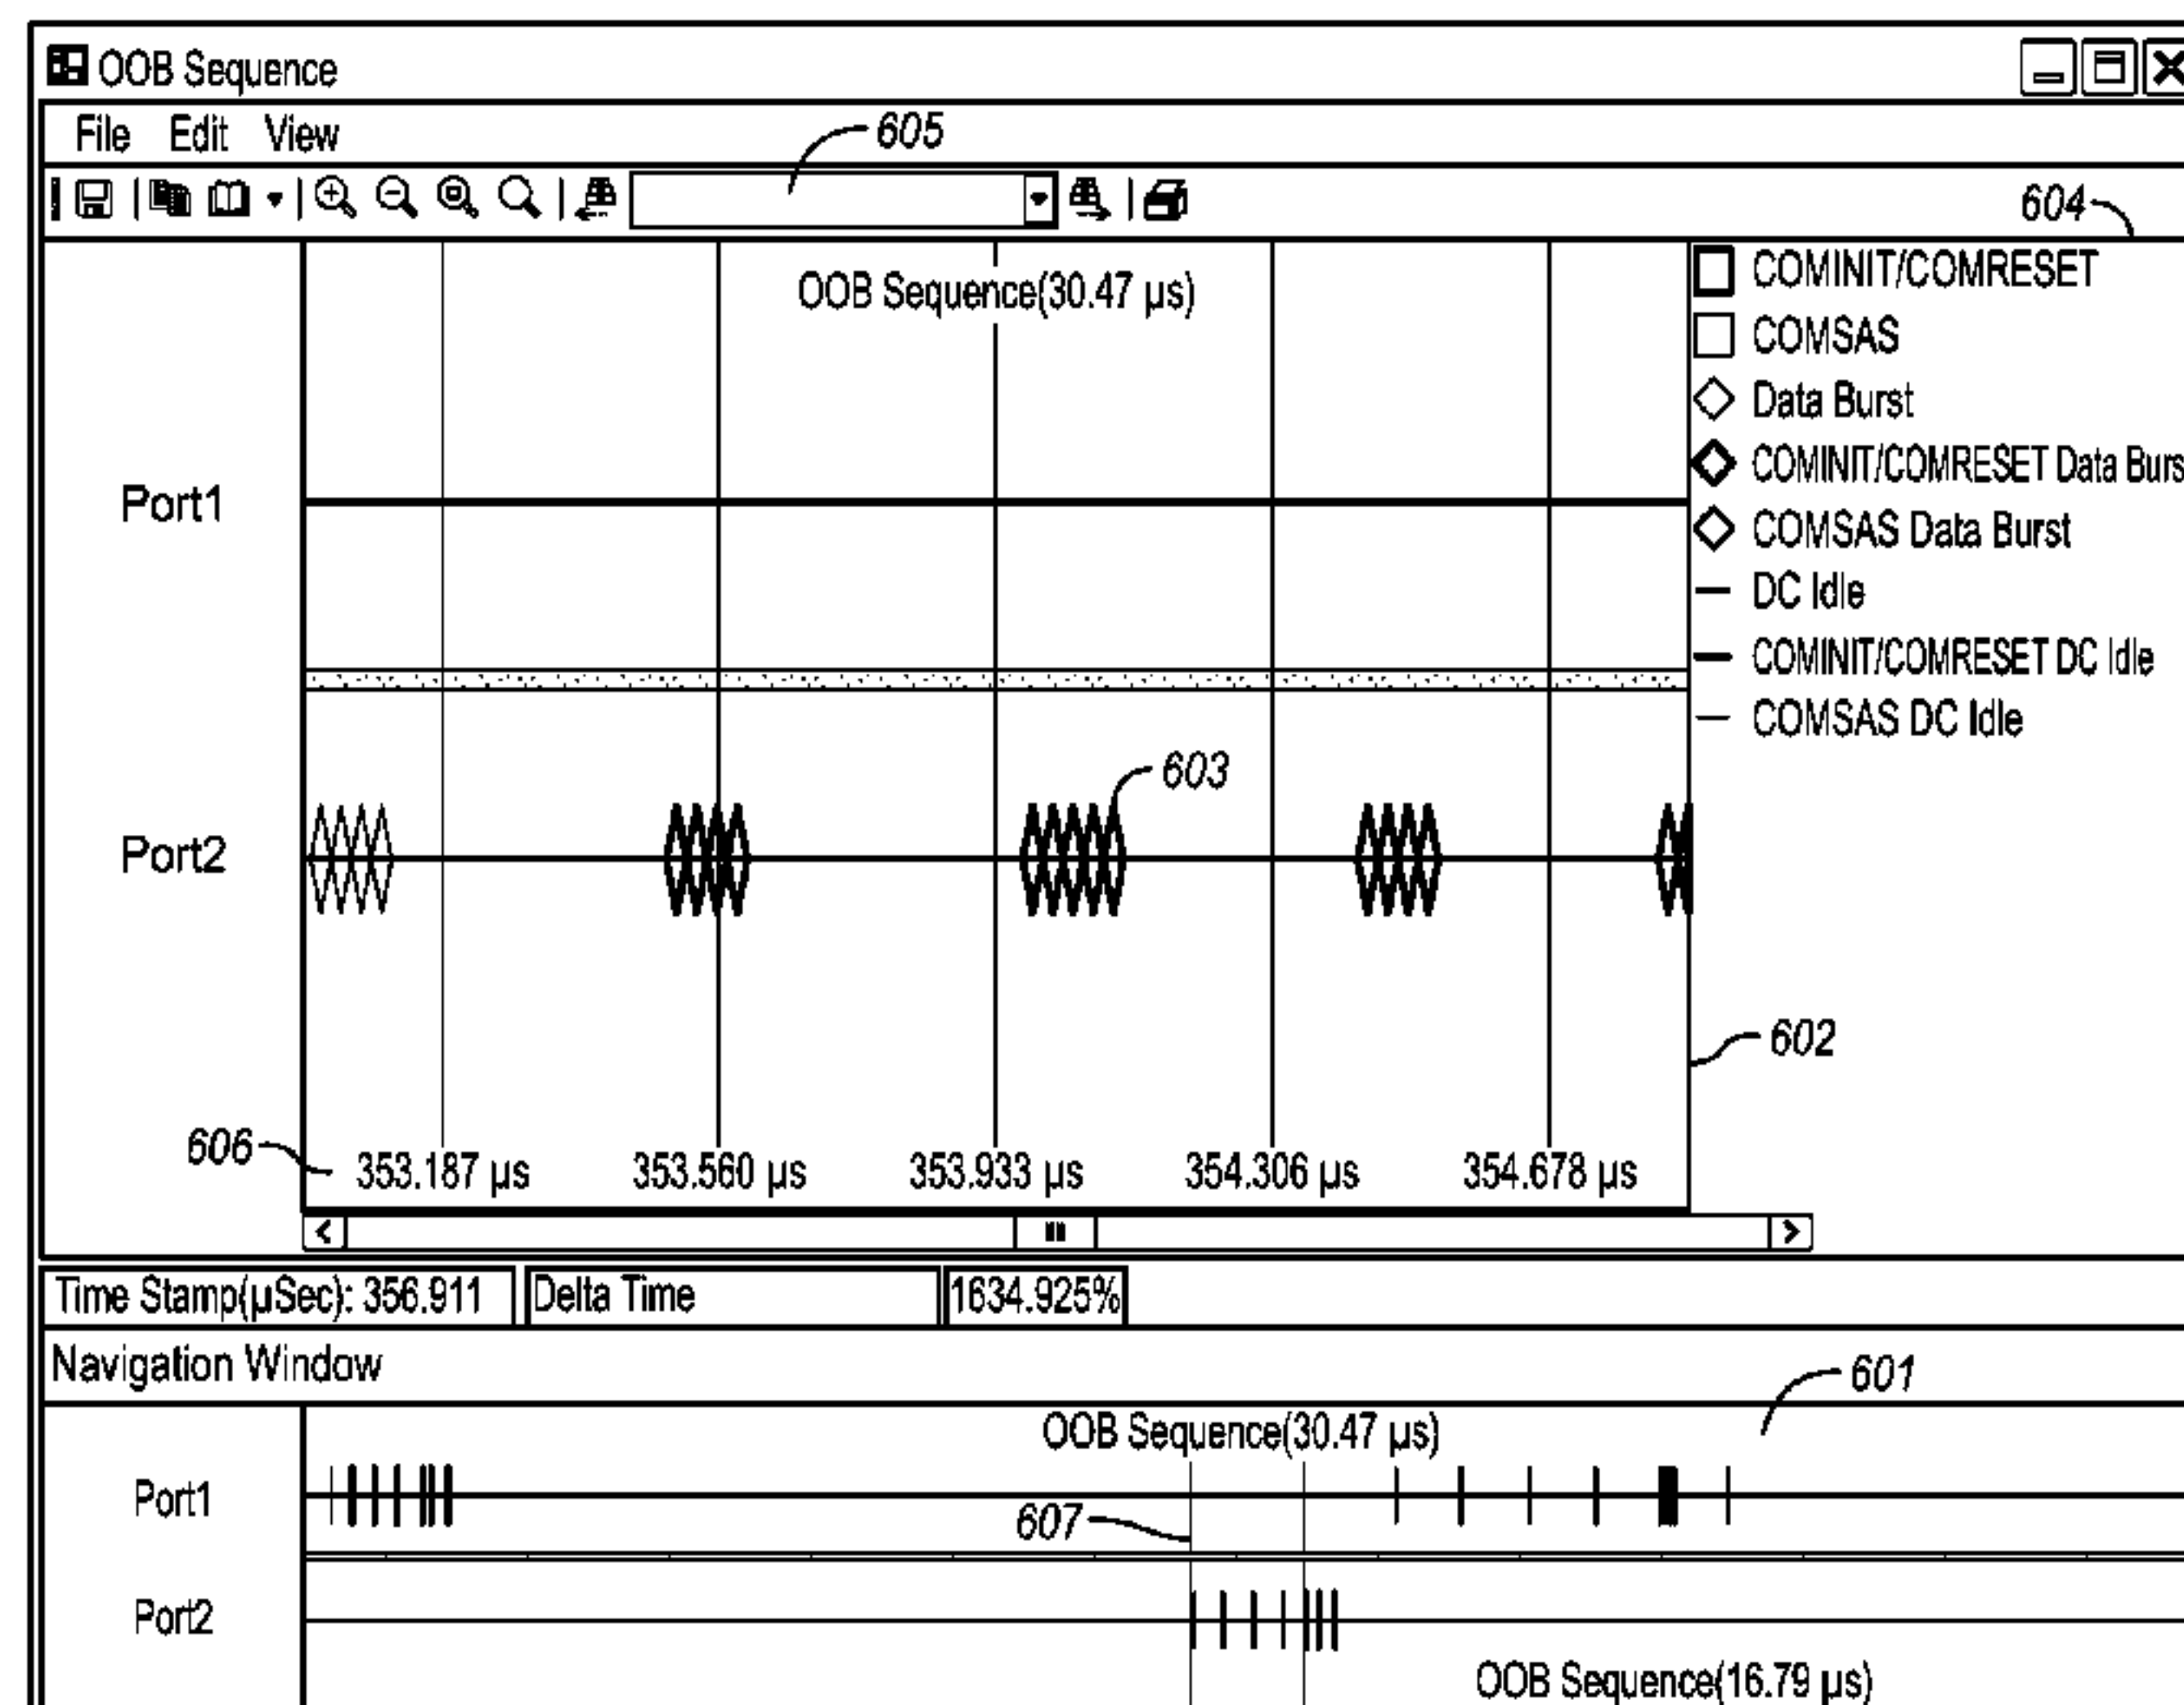 OOB Sequence
File Edit View
605
604
OOB Sequence(30.47 µs)
COMINIT/COMRESET
COMSAS
Data Burst
COMINIT/COMRESET Data Burs
COMSAS Data Burst
DC Idle
COMINIT/COMRESET DC Idle
COMSAS DC Idle
Port1
603
Port2
602
606
353.187 µs 353.560 µs 353.933 µs 354.306 µs 354.678 µs
Time Stamp(µSec): 356.911 Delta Time 1634.925%
Navigation Window
601
OOB Sequence(30.47 µs)
Port1
607
Port2
OOB Sequence(16.79 µs)